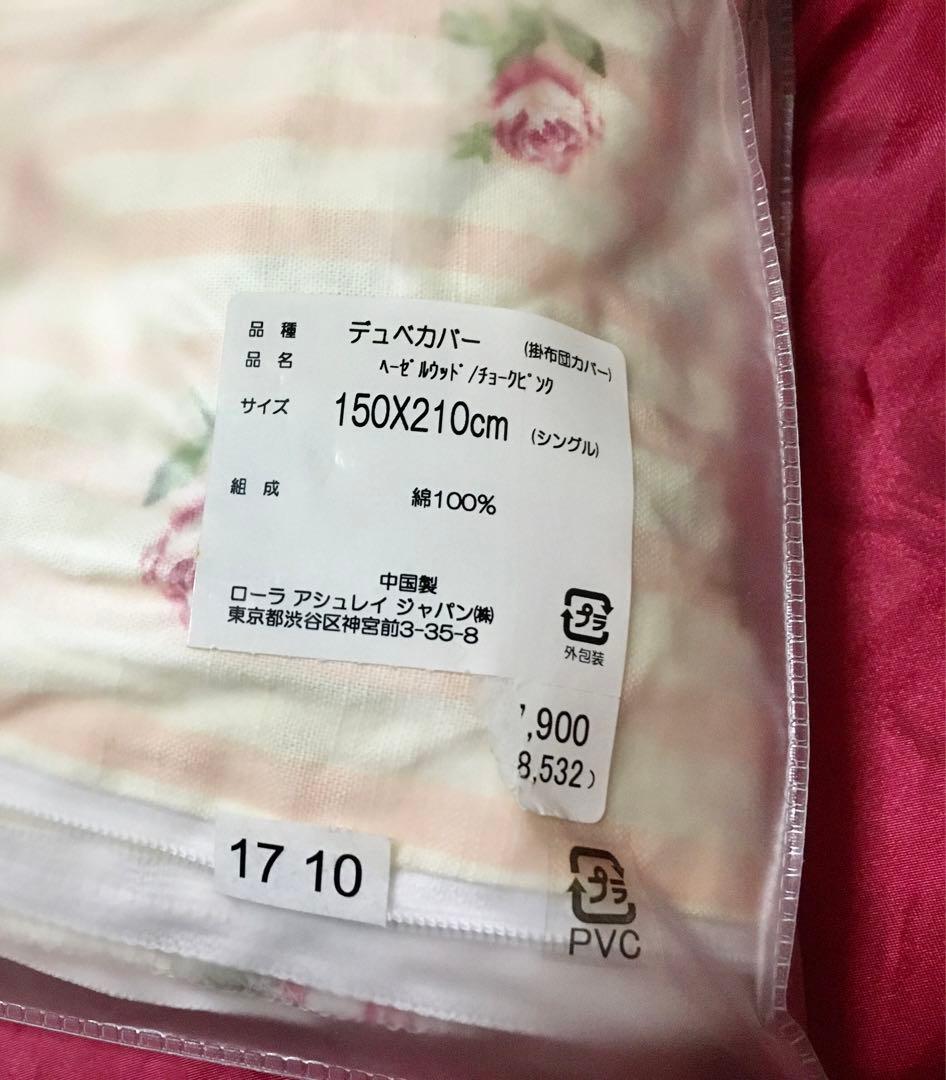 品 種 デュベカバー (掛布団カバー)
品 名 ﾍｰｾﾞﾙｳｯﾄﾞ/ﾁｮｰｸﾋﾟﾝｸ
サイズ 150X210cm (シングル)
組 成 綿100%
中国製
ローラ アシュレイ ジャパン㈱
東京都渋谷区神宮前3-35-8
プラ
外包装
,900
8,532)
17 10
プラ
PVC